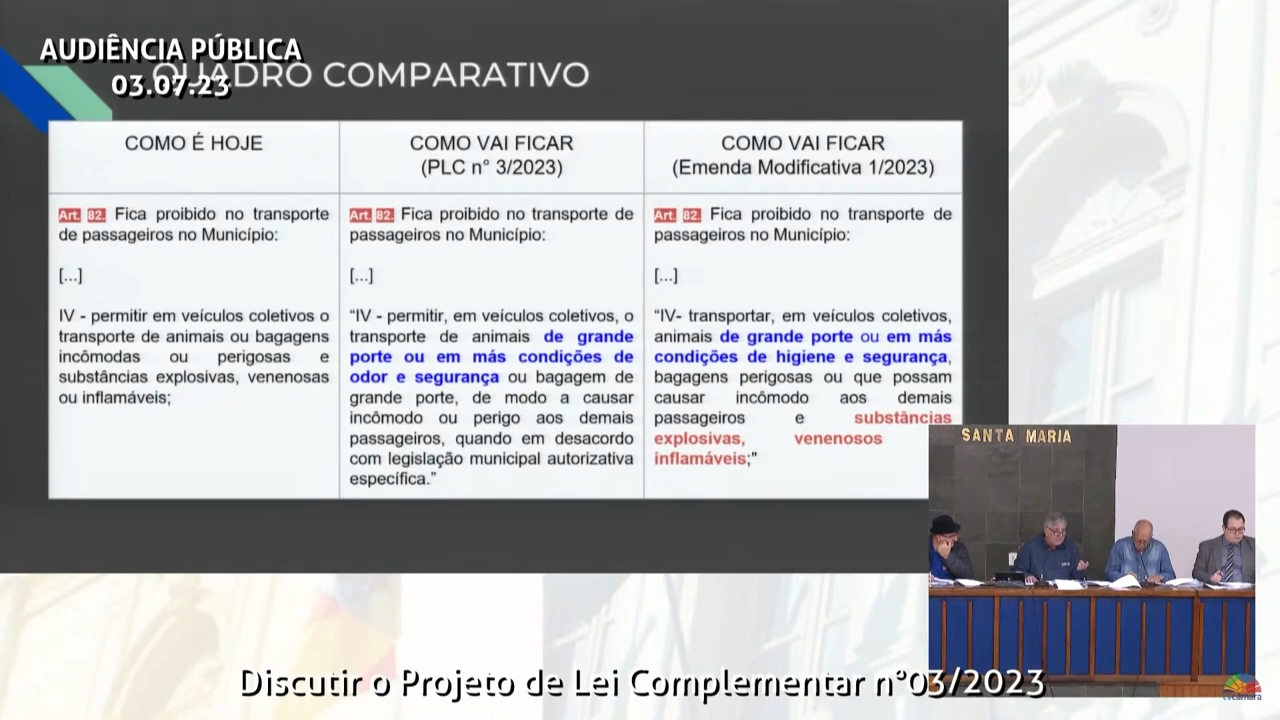 AUDIÊNCIA PÚBLICA
03.07.23
QUADRO COMPARATIVO
COMO É HOJE
COMO VAI FICAR
(PLC n° 3/2023)
COMO VAI FICAR
(Emenda Modificativa 1/2023)
Art. 82. Fica proibido no transporte
de passageiros no Município:
[...]
IV - permitir em veículos coletivos o
transporte de animais ou bagagens
incômodas ou perigosas e
substâncias explosivas, venenosas
ou inflamáveis;
Art. 82. Fica proibido no transporte de
passageiros no Município:
[...]
“IV - permitir, em veículos coletivos, o
transporte de animais de grande
porte ou em más condições de
odor e segurança ou bagagem de
grande porte, de modo a causar
incômodo ou perigo aos demais
passageiros, quando em desacordo
com legislação municipal autorizativa
específica.”
Art. 82. Fica proibido no transporte de
passageiros no Município:
[...]
“IV- transportar, em veículos coletivos,
animais de grande porte ou em más
condições de higiene e segurança,
bagagens perigosas ou que possam
causar incômodo aos demais
passageiros e substâncias
explosivas, venenosos
inflamáveis;"
SANTA MARIA
Discutir o Projeto de Lei Complementar n°03/2023
tvcâmara